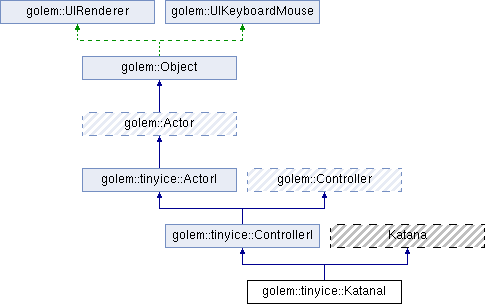 golem::UIRenderer
golem::UIKeyboardMouse
golem::Object
golem::Actor
golem::tinyice::ActorI
golem::Controller
golem::tinyice::ControllerI
Katana
golem::tinyice::KatanaI